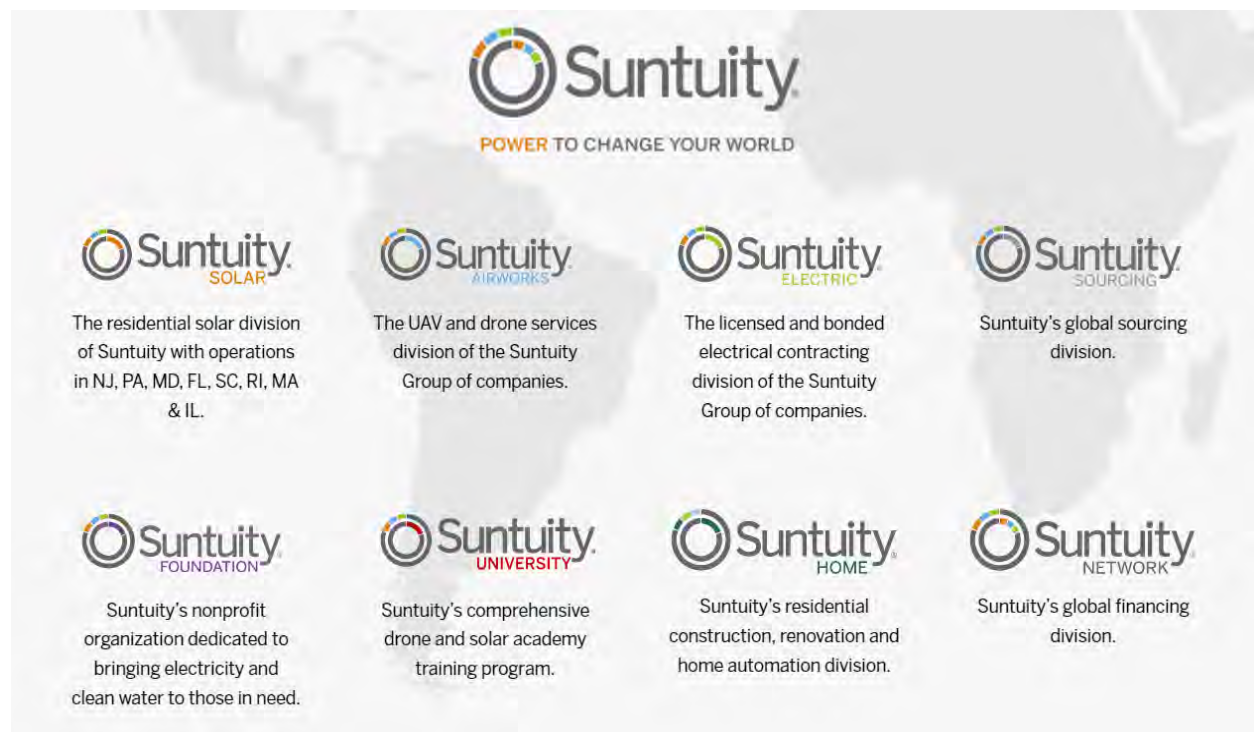 Suntuity
POWER TO CHANGE YOUR WORLD
Suntuity
SOLAR
The residential solar division
of Suntuity with operations
in NJ, PA, MD, FL, SC, RI, MA
& IL.
Suntuity
AIRWORKS
The UAV and drone services
division of the Suntuity
Group of companies.
Suntuity
ELECTRIC
The licensed and bonded
electrical contracting
division of the Suntuity
Group of companies.
Suntuity
SOURCING
Suntuity’s global sourcing
division.
Suntuity
FOUNDATION
Suntuity’s nonprofit
organization dedicated to
bringing electricity and
clean water to those in need.
Suntuity
UNIVERSITY
Suntuity’s comprehensive
drone and solar academy
training program.
Suntuity
HOME
Suntuity’s residential
construction, renovation and
home automation division.
Suntuity
NETWORK
Suntuity’s global financing
division.